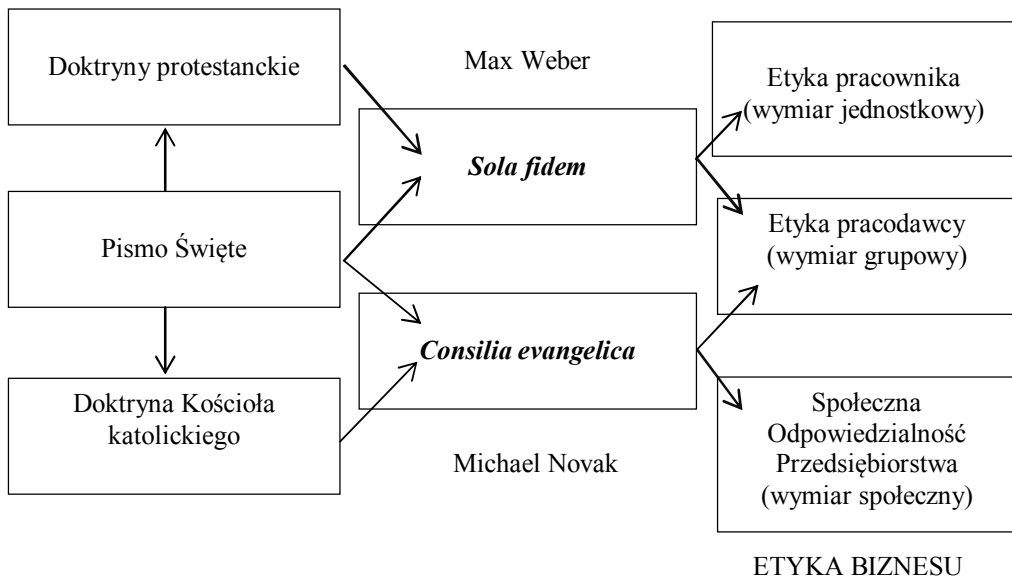 Doktryny protestanckie
Max Weber
Etyka pracownika
(wymiar jednostkowy)
Sola fidem
Pismo Święte
Etyka pracodawcy
(wymiar grupowy)
Consilia evangelica
Doktryna Kościoła
katolickiego
Michael Novak
Społeczna
Odpowiedzialność
Przedsiębiorstwa
(wymiar społeczny)
ETYKA BIZNESU